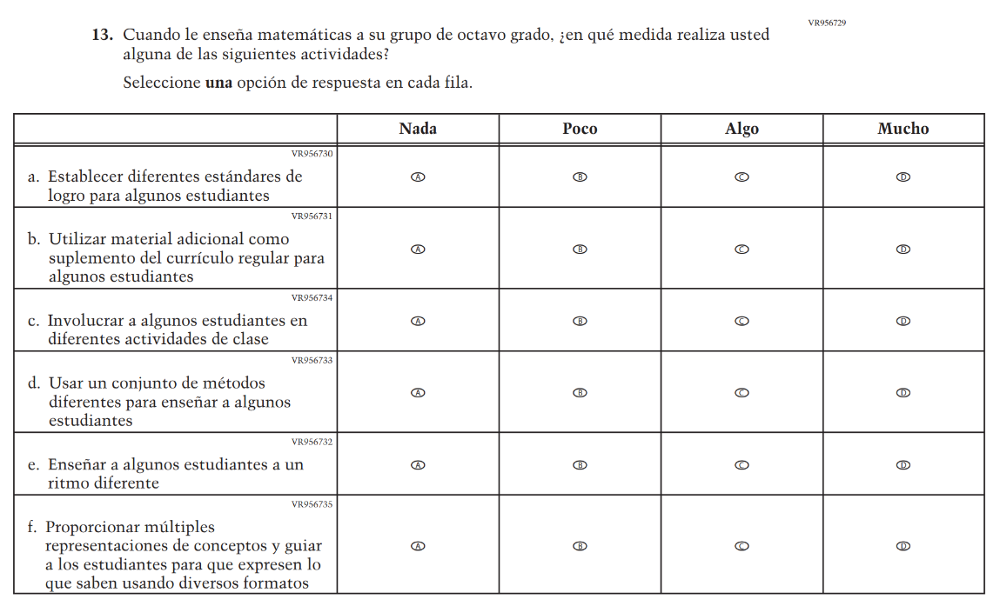 VR956729
13. Cuando le enseña matemáticas a su grupo de octavo grado, ¿en qué medida realiza usted
alguna de las siguientes actividades?
Seleccione una opción de respuesta en cada fila.
Nada Poco Algo Mucho
VR956730
a. Establecer diferentes estándares de
logro para algunos estudiantes
A B C D
VR956731
b. Utilizar material adicional como
suplemento del currículo regular para
algunos estudiantes
A B C D
VR956734
c. Involucrar a algunos estudiantes en
diferentes actividades de clase
A B C D
VR956733
d. Usar un conjunto de métodos
diferentes para enseñar a algunos
estudiantes
A B C D
VR956732
e. Enseñar a algunos estudiantes a un
ritmo diferente
A B C D
VR956735
f. Proporcionar múltiples
representaciones de conceptos y guiar
a los estudiantes para que expresen lo
que saben usando diversos formatos
A B C D